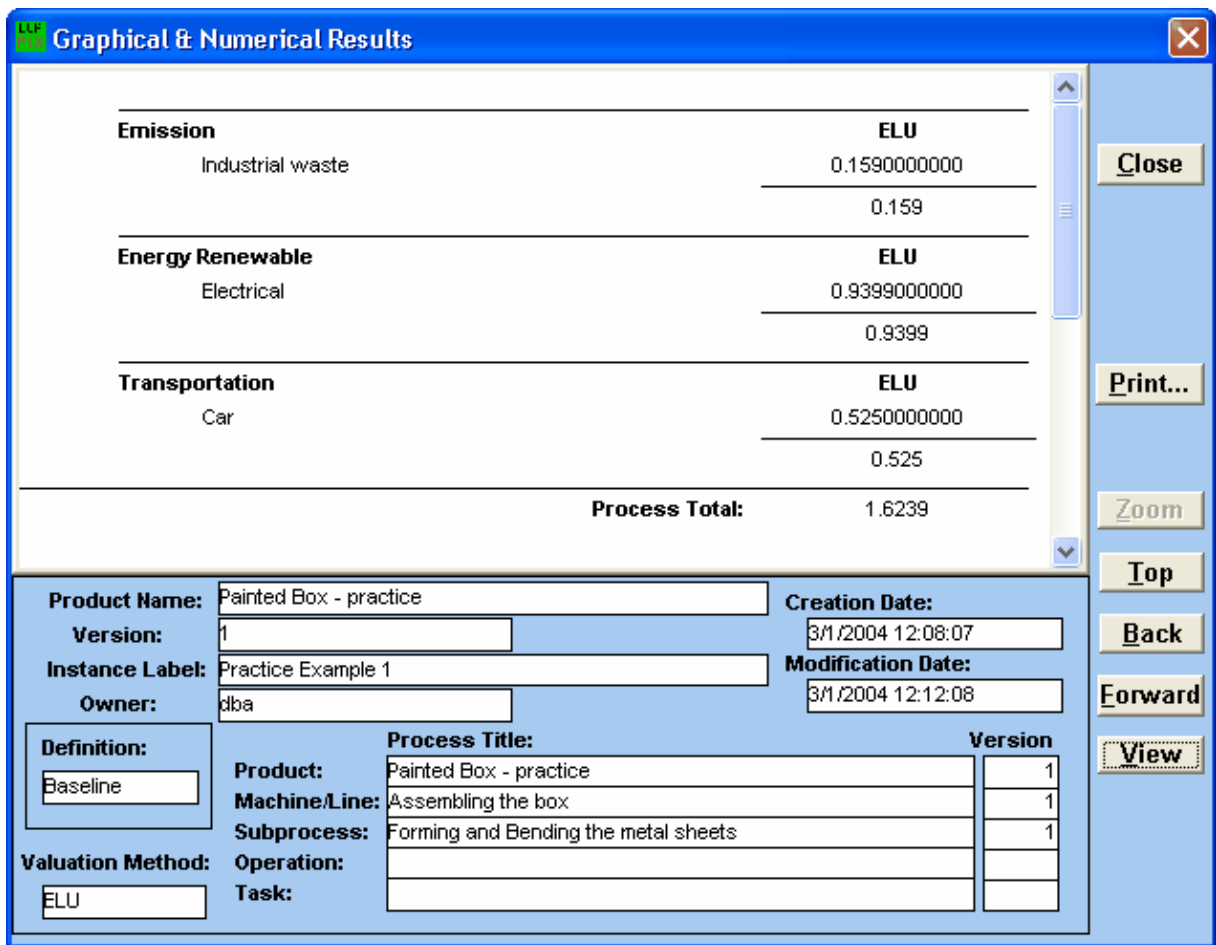 Graphical & Numerical Results
Emission ELU
Industrial waste 0.1590000000
0.159
Energy Renewable ELU
Electrical 0.9399000000
0.9399
Transportation ELU
Car 0.5250000000
0.525
Process Total: 1.6239
Close
Print...
Zoom
Top
Back
Forward
View
Product Name: Painted Box - practice
Version: 1
Instance Label: Practice Example 1
Owner: dba
Creation Date:
3/1/2004 12:08:07
Modification Date:
3/1/2004 12:12:08
Definition:
Baseline
Valuation Method:
ELU
Process Title: Version
Product: Painted Box - practice 1
Machine/Line: Assembling the box 1
Subprocess: Forming and Bending the metal sheets 1
Operation:
Task: